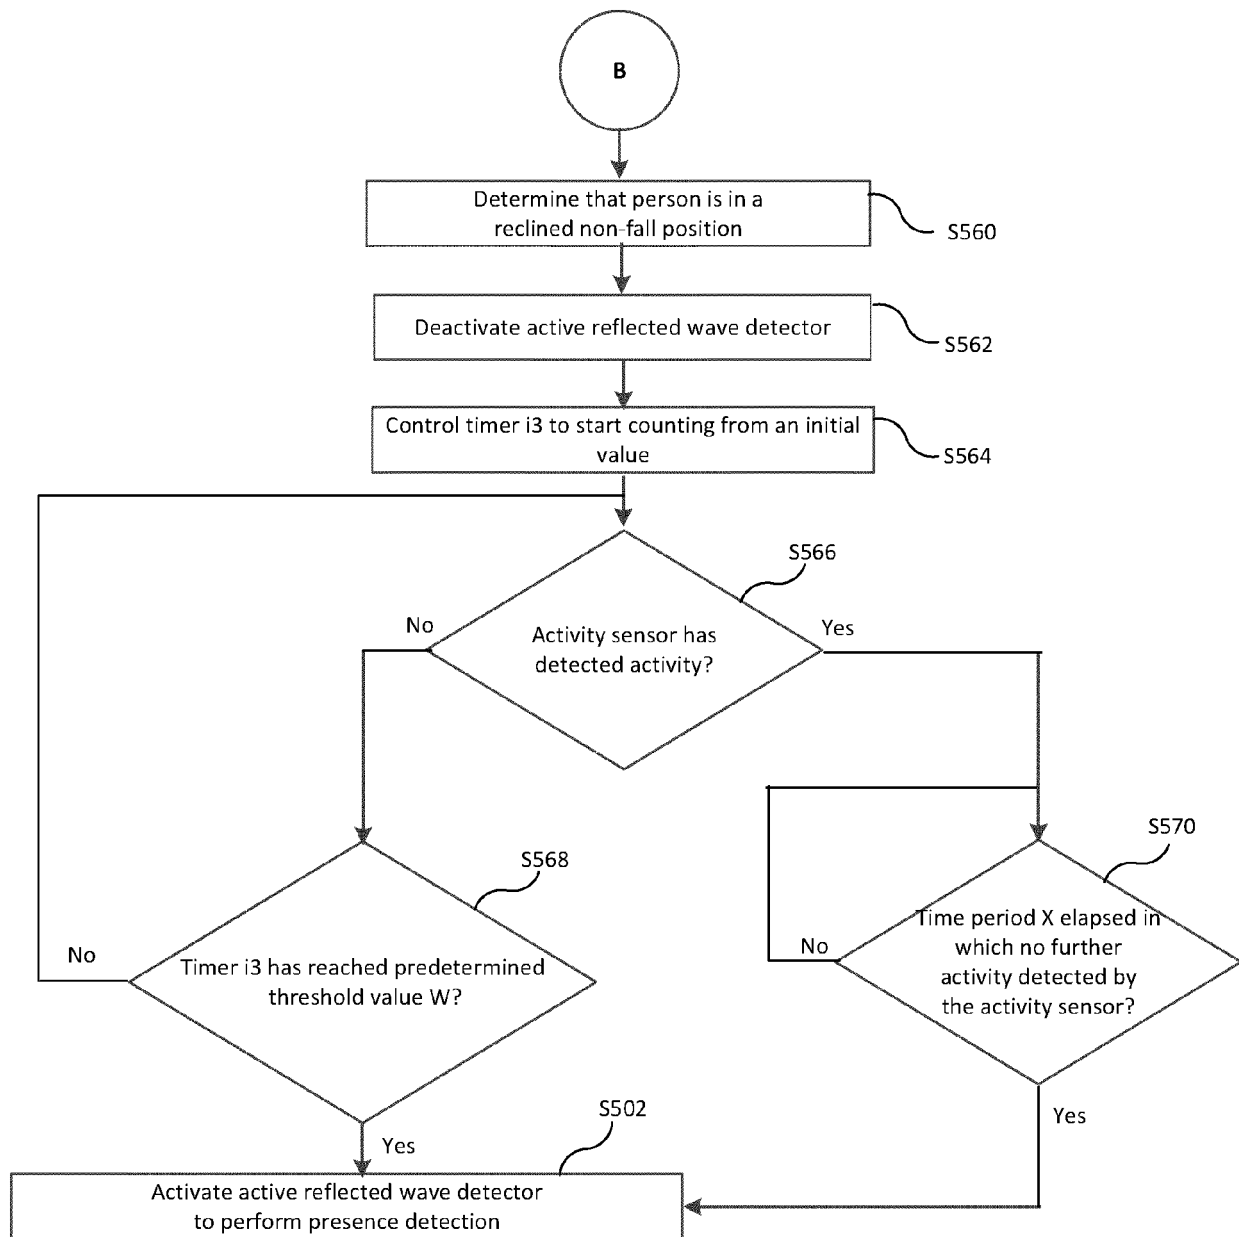 B
Determine that person is in a
reclined non-fall position
S560
Deactivate active reflected wave detector
S562
Control timer i3 to start counting from an initial
value
S564
S566
No
Activity sensor has
detected activity?
Yes
S568
No
Timer i3 has reached predetermined
threshold value W?
S570
No
Time period X elapsed in
which no further
activity detected by
the activity sensor?
Yes
Yes
S502
Activate active reflected wave detector
to perform presence detection